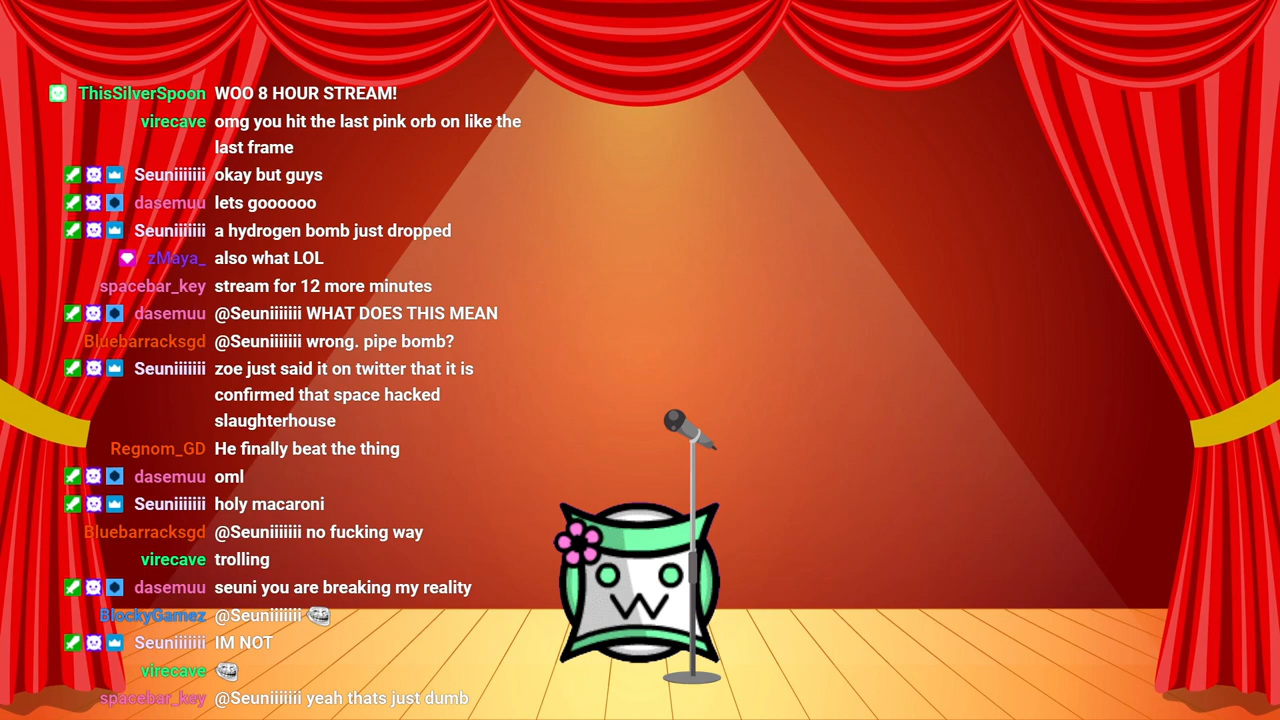 ThisSilverSpoon WOO 8 HOUR STREAM!
virecave omg you hit the last pink orb on like the
last frame
Seuniiiiiii okay but guys
dasemuu lets goooooo
Seuniiiiiii a hydrogen bomb just dropped
zMaya_ also what LOL
spacebar_key stream for 12 more minutes
dasemuu @Seuniiiiiii WHAT DOES THIS MEAN
Bluebarracksgd @Seuniiiiiii wrong. pipe bomb?
Seuniiiiiii zoe just said it on twitter that it is
confirmed that space hacked
slaughterhouse
Regnom_GD He finally beat the thing
dasemuu oml
Seuniiiiiii holy macaroni
Bluebarracksgd @Seuniiiiiii no fucking way
virecave trolling
dasemuu seuni you are breaking my reality
BlockyGamez @Seuniiiiiii
Seuniiiiiii IM NOT
virecave
spacebar_key @Seuniiiiiii yeah thats just dumb